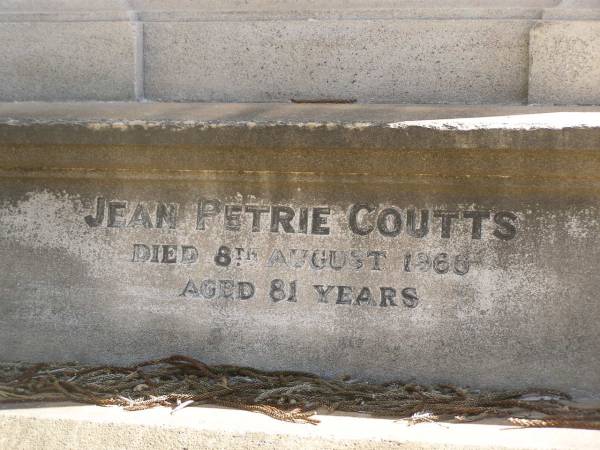 JEAN PETRIE COUTTS
DIED 8TH AUGUST 1966
AGED 81 YEARS